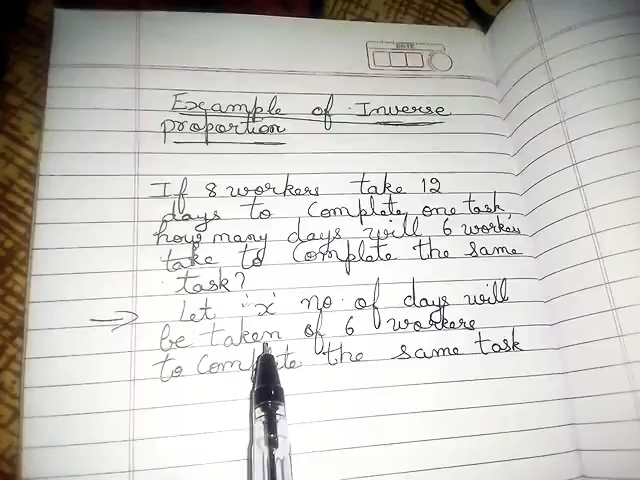 DATE
Example of Inverse
proportion
If 8 workers take 12
days to complete one task,
how many days will 6 workers
take to complete the same
task?
→ Let 'x' no. of days will
be taken of 6 workers
to complete the same task